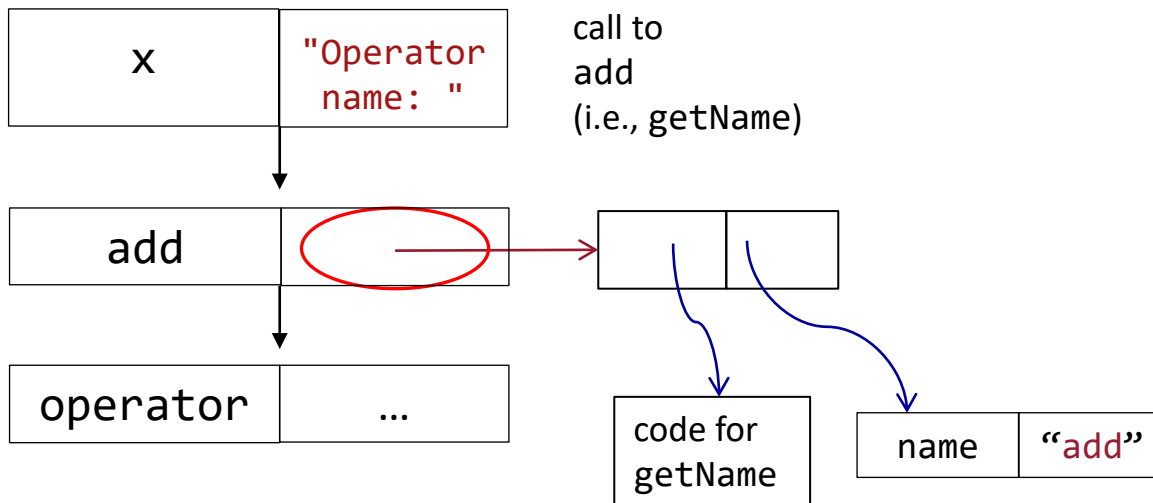 x
"Operator
name: "
call to
add
(i.e., getName)
add
operator
…
code for
getName
name
“add”